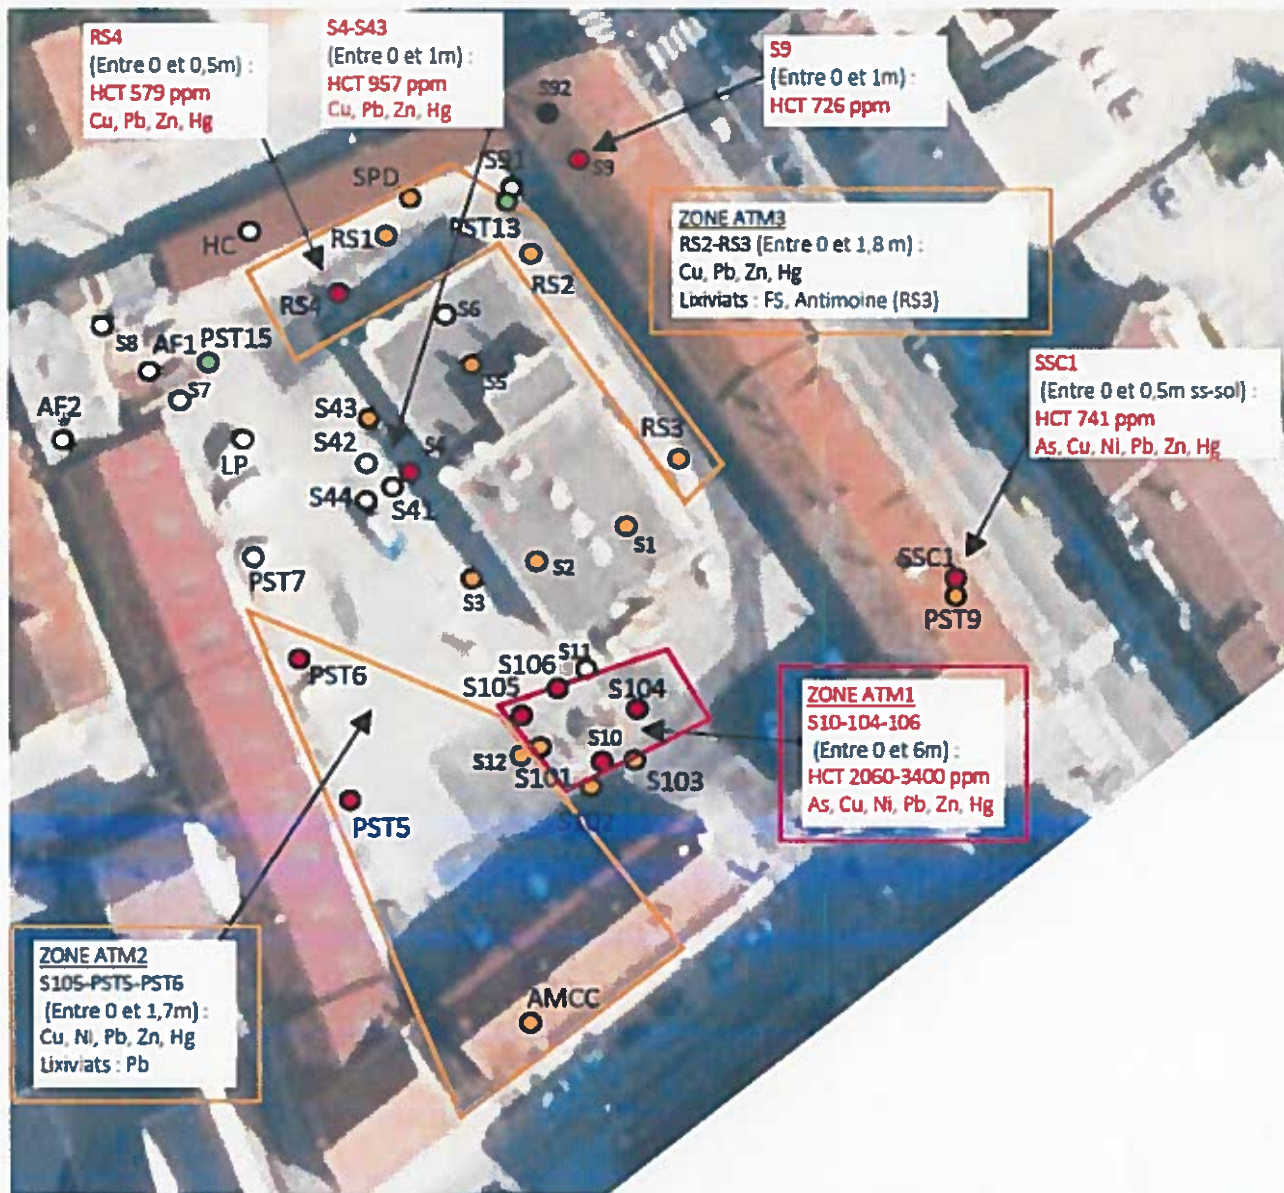 RS4
(Entre 0 et 0,5m) :
HCT 579 ppm
Cu, Pb, Zn, Hg
S4-S43
(Entre 0 et 1m) :
HCT 957 ppm
Cu, Pb, Zn, Hg
S9
(Entre 0 et 1m) :
HCT 726 ppm
S92
S9
S91
SPD
PST13
HC
RS1
RS2
RS4
ZONE ATM3
RS2-RS3 (Entre 0 et 1,8 m) :
Cu, Pb, Zn, Hg
Lixiviats : FS, Antimoine (RS3)
S6
S8
AF1
PST15
S5
S7
AF2
SSC1
(Entre 0 et 0,5m ss-sol) :
HCT 741 ppm
As, Cu, Ni, Pb, Zn, Hg
S43
S42
S4
RS3
LP
S44
S41
S1
S2
PST7
S3
SSC1
PST9
S11
S106
S105
S104
PST6
S10
S12
S101
S103
S102
PST5
ZONE ATM1
S10-104-106
(Entre 0 et 6m) :
HCT 2060-3400 ppm
As, Cu, Ni, Pb, Zn, Hg
ZONE ATM2
S105-PST5-PST6
(Entre 0 et 1,7m) :
Cu, Ni, Pb, Zn, Hg
Lixiviats : Pb
AMCC